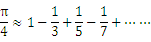 π/4 ≈ 1 − 1/3 + 1/5 − 1/7 + ⋯ ⋯